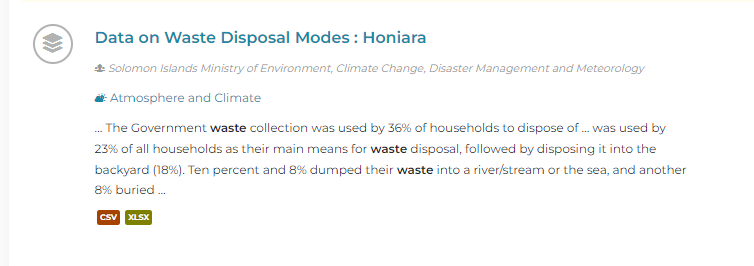 Data on Waste Disposal Modes : Honiara
Solomon Islands Ministry of Environment, Climate Change, Disaster Management and Meteorology
Atmosphere and Climate
... The Government waste collection was used by 36% of households to dispose of ... was used by
23% of all households as their main means for waste disposal, followed by disposing it into the
backyard (18%). Ten percent and 8% dumped their waste into a river/stream or the sea, and another
8% buried ...
CSV XLSX